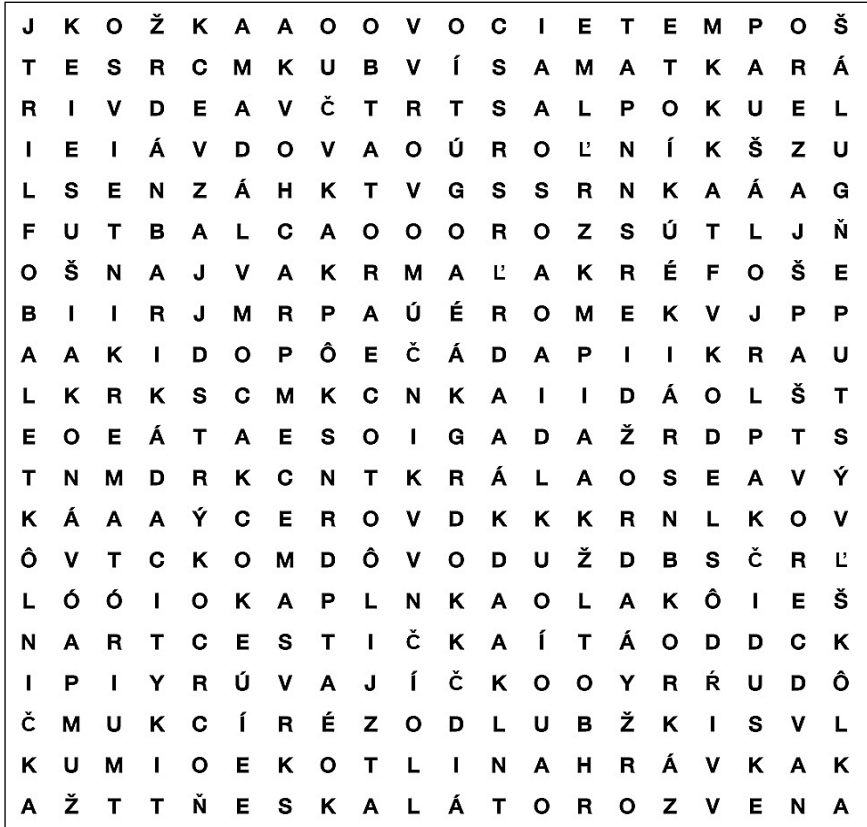 J K O Ž K A A O O V O C I E T E M P O Š
T E S R C M K U B V Í S A M A T K A R Á
R I V D E A V Č T R T S A L P O K U E L
I E I Á V D O V A O Ú R O Ľ N Í K Š Z U
L S E N Z Á H K T V G S S R N K A Á A G
F U T B A L C A O O O R O Z S Ú T L J Ň
O Š N A J V A K R M A Ľ A K R É F O Š E
B I I R J M R P A Ú É R O M E K V J P P
A A K I D O P Ô E Č Á D A P I I K R A U
L K R K S C M K C N K A I I D Á O L Š T
E O E Á T A E S O I G A D A Ž R D P T S
T N M D R K C N T K R Á L A O S E A V Ý
K Á A A Ý C E R O V D K K K R N L K O V
Ô V T C K O M D Ô V O D U Ž D B S Č R Ľ
L Ó Ó I O K A P L N K A O L A K Ô I E Š
N A R T C E S T I Č K A Í T Á O D D C K
I P I Y R Ú V A J Í Č K O O Y R Ŕ U D Ô
Č M U K C Í R É Z O D L U B Ž K I S V L
K U M I O E K O T L I N A H R Á V K A K
A Ž T T Ň E S K A L Á T O R O Z V E N A